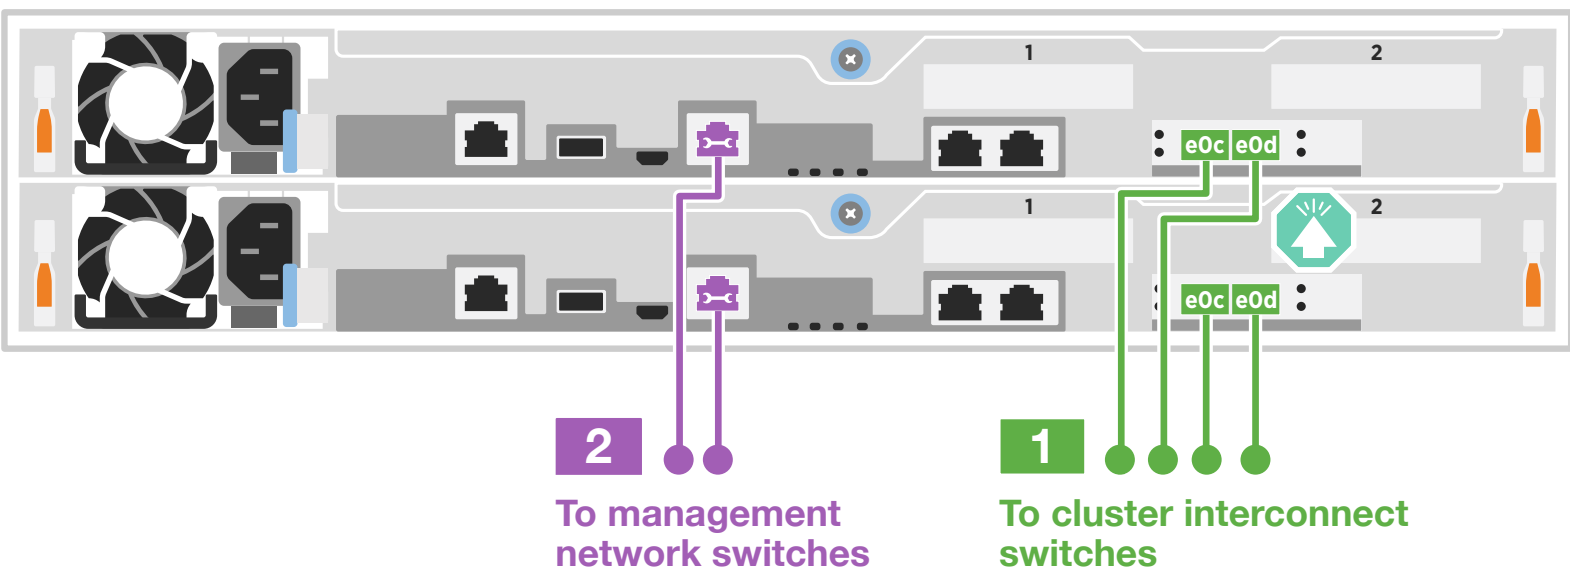 1 2
e0c e0d
1 2
e0c e0d
2
To management
network switches
1
To cluster interconnect
switches